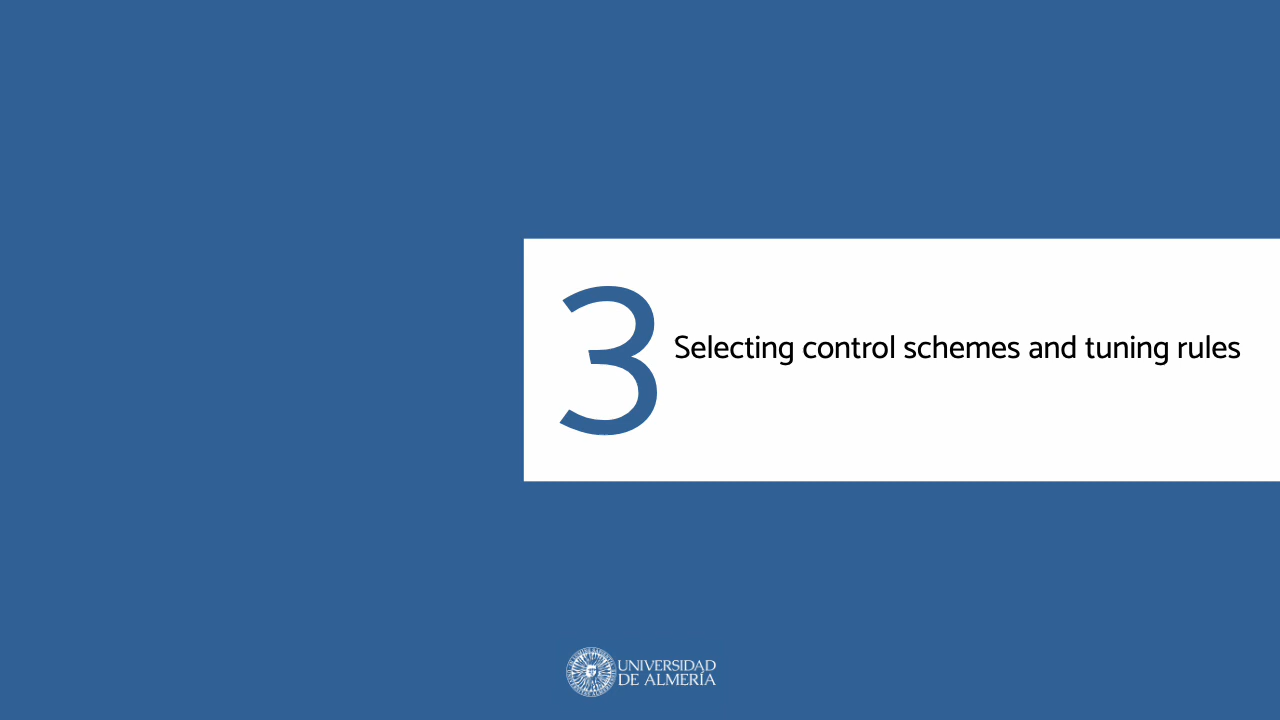 3
Selecting control schemes and tuning rules
UNIVERSIDAD
DE ALMERÍA